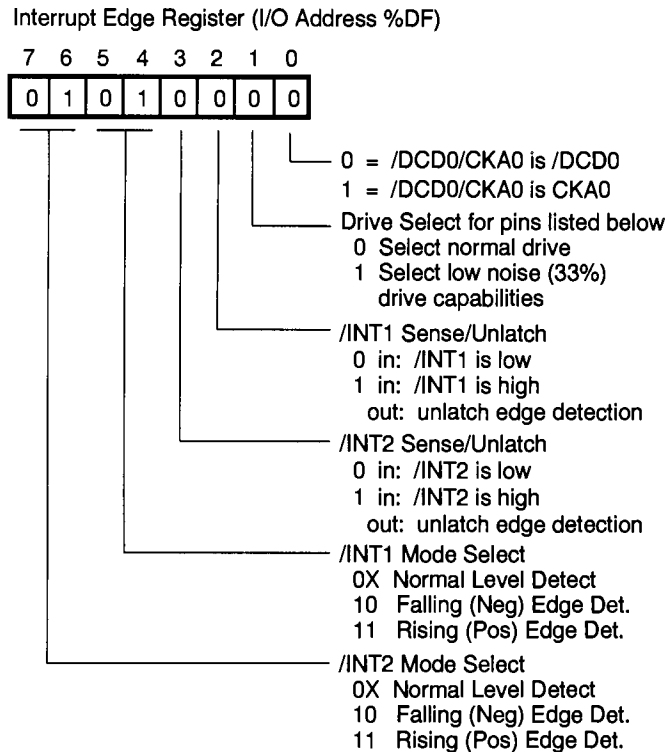 Interrupt Edge Register (I/O Address %DF)
7 6 5 4 3 2 1 0
0 1 0 1 0 0 0 0
0 = /DCD0/CKA0 is /DCD0
1 = /DCD0/CKA0 is CKA0
Drive Select for pins listed below
0 Select normal drive
1 Select low noise (33%)
drive capabilities
/INT1 Sense/Unlatch
0 in: /INT1 is low
1 in: /INT1 is high
out: unlatch edge detection
/INT2 Sense/Unlatch
0 in: /INT2 is low
1 in: /INT2 is high
out: unlatch edge detection
/INT1 Mode Select
0X Normal Level Detect
10 Falling (Neg) Edge Det.
11 Rising (Pos) Edge Det.
/INT2 Mode Select
0X Normal Level Detect
10 Falling (Neg) Edge Det.
11 Rising (Pos) Edge Det.